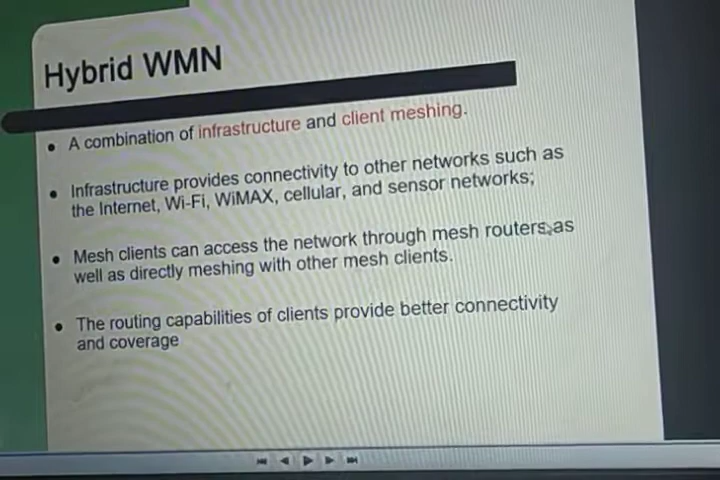 Hybrid WMN
• A combination of infrastructure and client meshing.
• Infrastructure provides connectivity to other networks such as
the Internet, Wi-Fi, WiMAX, cellular, and sensor networks;
• Mesh clients can access the network through mesh routers as
well as directly meshing with other mesh clients.
• The routing capabilities of clients provide better connectivity
and coverage